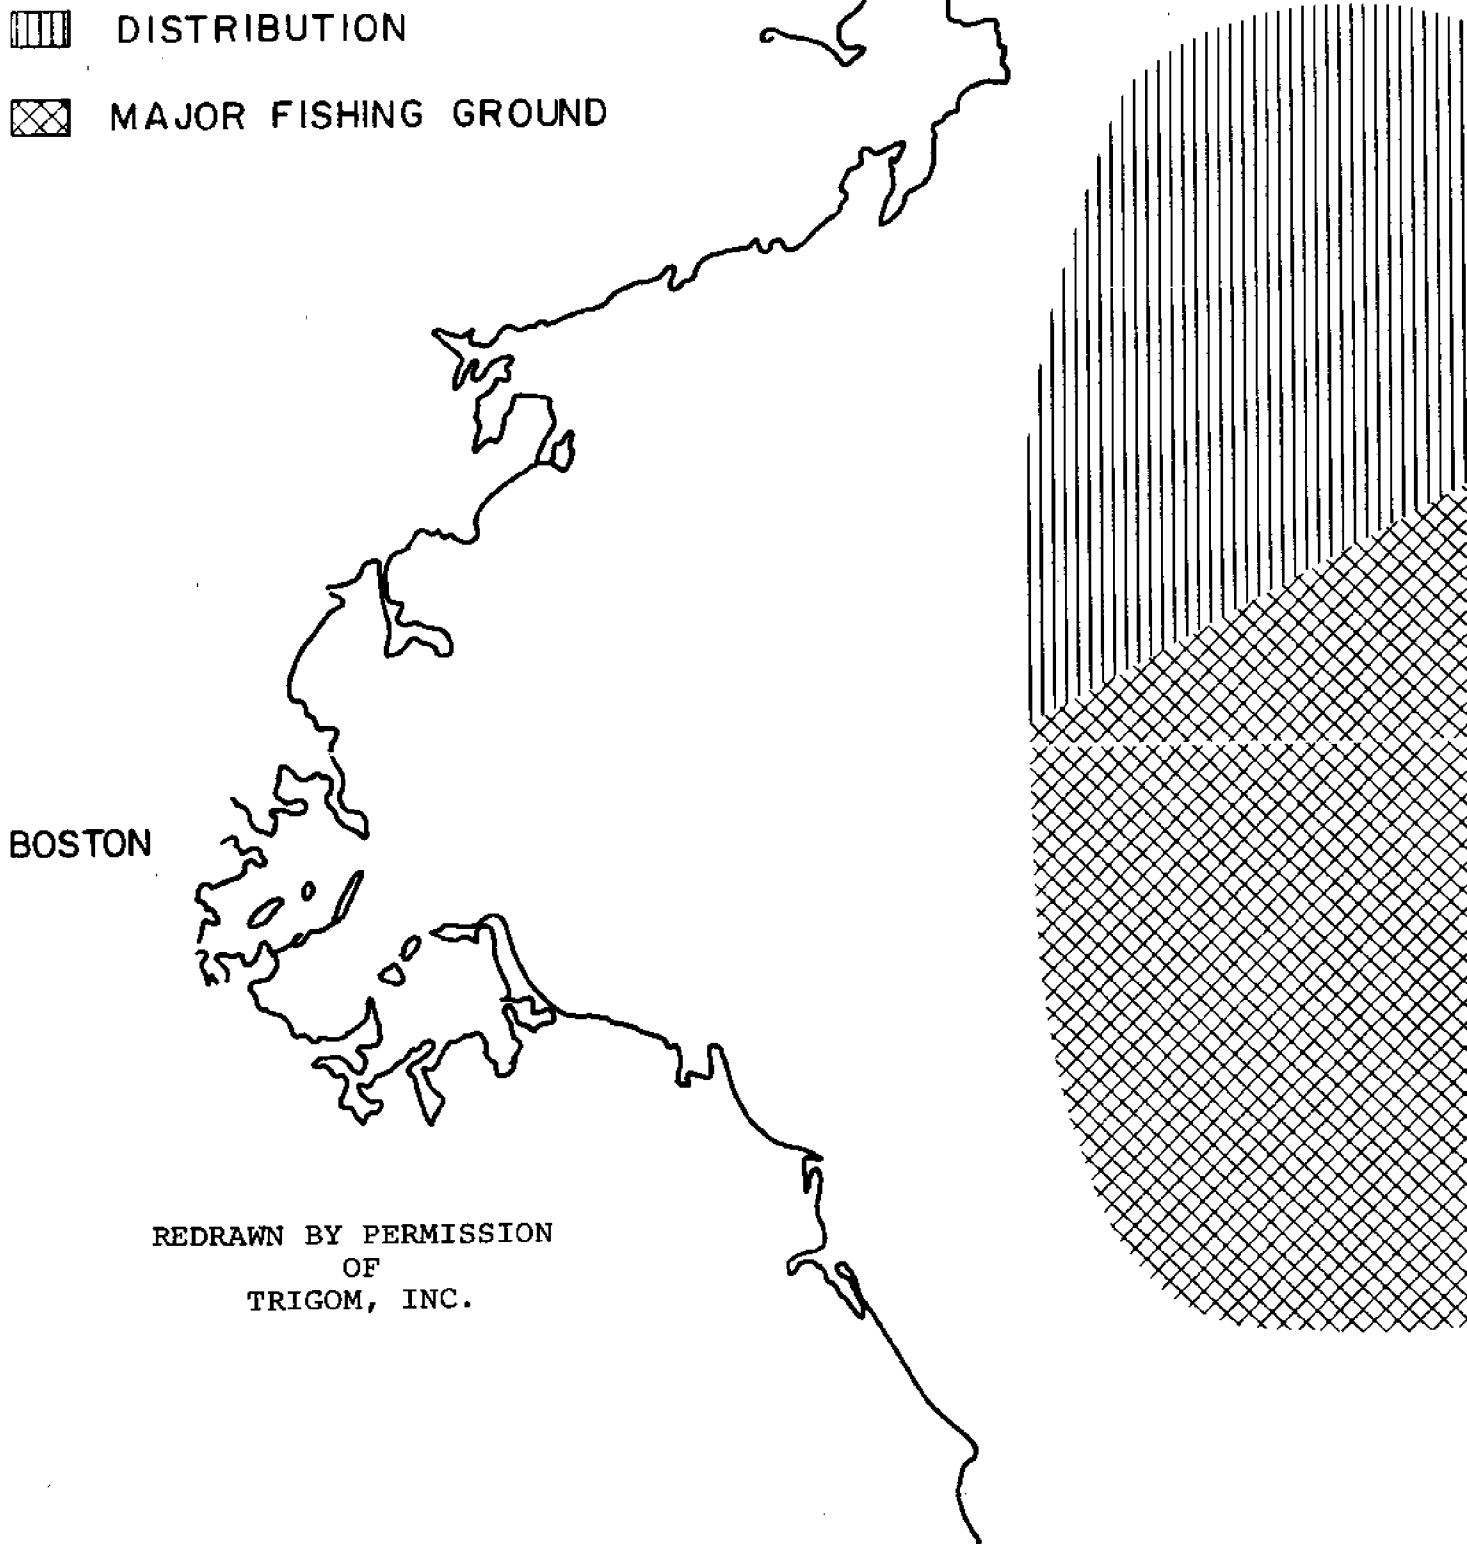 DISTRIBUTION
MAJOR FISHING GROUND
BOSTON
REDRAWN BY PERMISSION
OF
TRIGOM, INC.